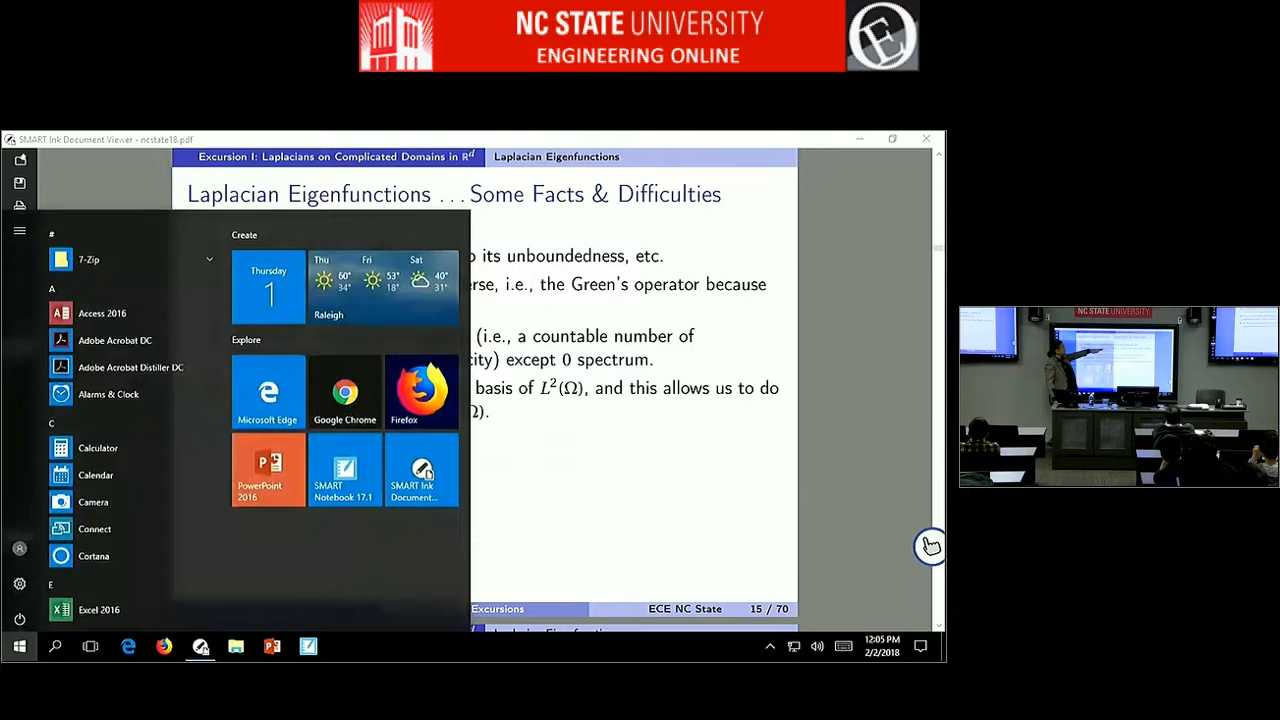 NC STATE UNIVERSITY
ENGINEERING ONLINE
SMART Ink Document Viewer - ncstate18.pdf
Excursion I: Laplacians on Complicated Domains in ℝᵈ
Laplacian Eigenfunctions
Laplacian Eigenfunctions . . . Some Facts & Difficulties
its unboundedness, etc.
i.e., the Green's operator because
(i.e., a countable number of
except 0 spectrum.
basis of L²(Ω), and this allows us to do
#
7-Zip
A
Access 2016
Adobe Acrobat DC
Adobe Acrobat Distiller DC
Alarms & Clock
C
Calculator
Calendar
Camera
Connect
Cortana
E
Excel 2016
Create
Thursday
1
Thu
60°
34°
Fri
53°
18°
Sat
40°
31°
Raleigh
Explore
Microsoft Edge
Google Chrome
Firefox
PowerPoint
2016
SMART
Notebook 17.1
SMART Ink
Document...
Excursions
ECE NC State
15 / 70
12:05 PM
2/2/2018
NC STATE UNIVERSITY